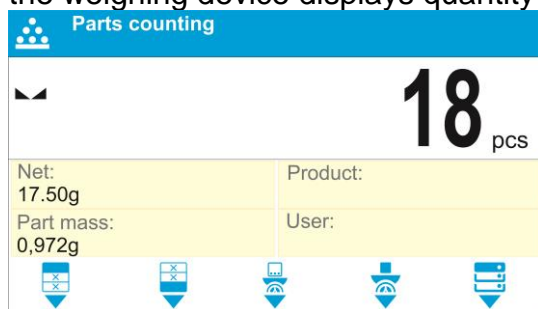 the weighing device displays quantity
Parts counting
18 pcs
Net:
17.50g
Product:
Part mass:
0,972g
User: